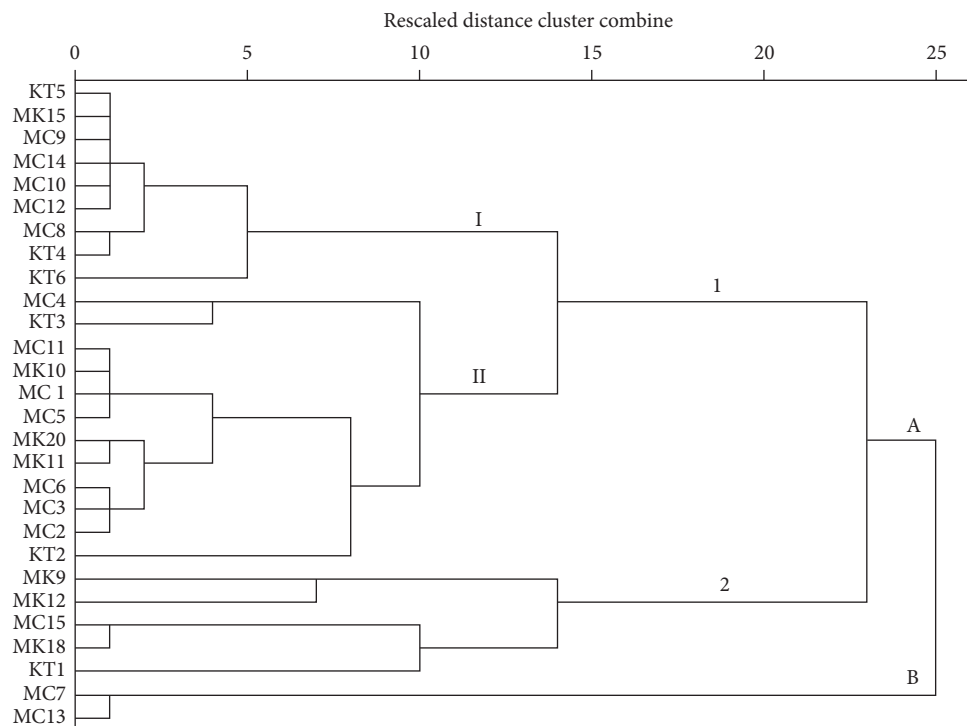 Rescaled distance cluster combine
0 5 10 15 20 25
KT5
MK15
MC9
MC14
MC10
MC12
MC8
I
KT4
KT6
MC4
1
KT3
MC11
MK10
MC 1
II
MC5
A
MK20
MK11
MC6
MC3
MC2
KT2
MK9
2
MK12
MC15
MK18
KT1
B
MC7
MC13